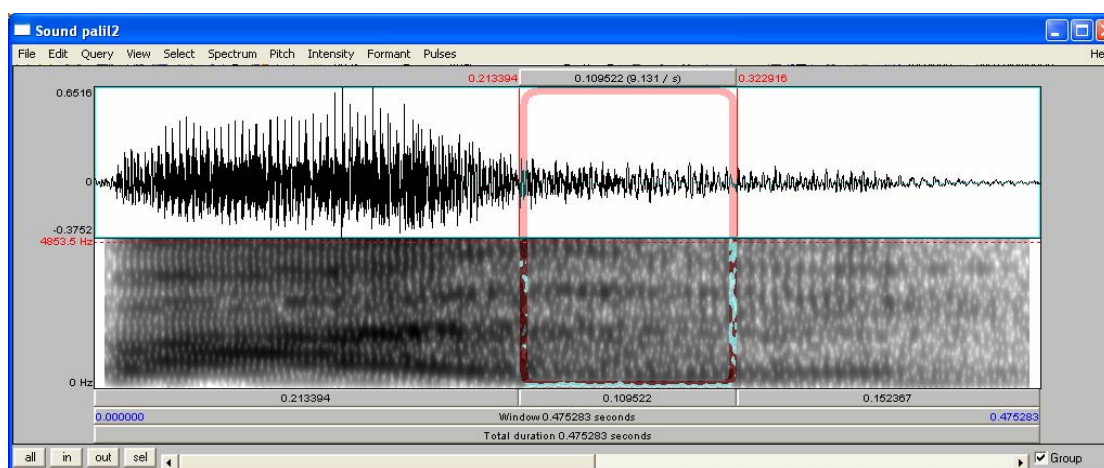 Sound palil2
File Edit Query View Select Spectrum Pitch Intensity Formant Pulses He
0.213394 0.109522 (9.131 / s) 0.322916
0.6516
0
-0.3752
4853.5 Hz
0 Hz
0.213394 0.109522 0.152367
0.000000 Window 0.475283 seconds 0.475283
Total duration 0.475283 seconds
all in out sel Group